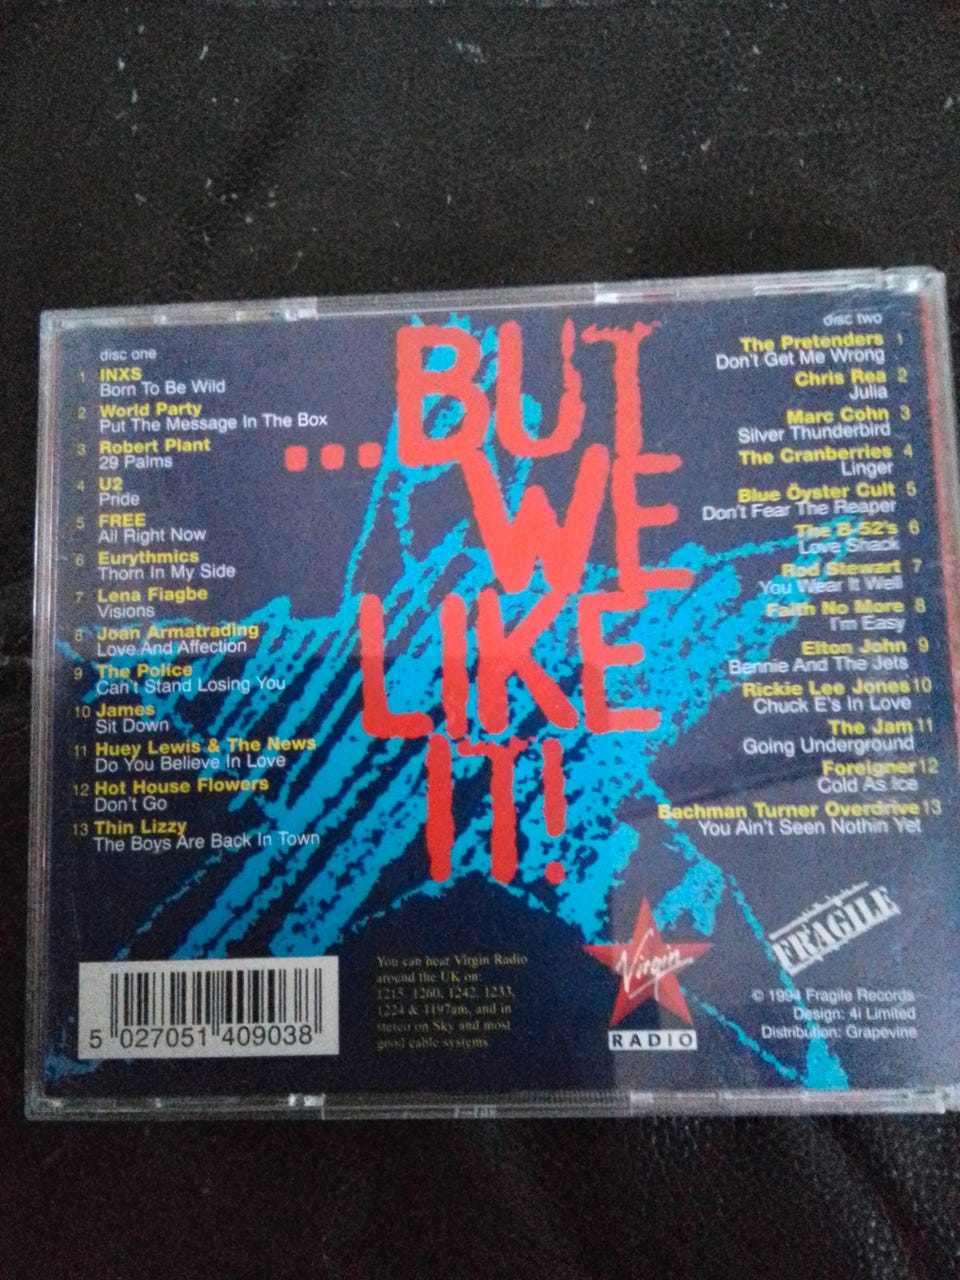 disc one
1 INXS
Born To Be Wild
2 World Party
Put The Message In The Box
3 Robert Plant
29 Palms
4 U2
Pride
5 FREE
All Right Now
6 Eurythmics
Thorn In My Side
7 Lena Fiagbe
Visions
8 Joan Armatrading
Love And Affection
9 The Police
Can't Stand Losing You
10 James
Sit Down
11 Huey Lewis & The News
Do You Believe In Love
12 Hot House Flowers
Don't Go
13 Thin Lizzy
The Boys Are Back In Town
...BUT
WE
LIKE
IT!
disc two
The Pretenders 1
Don't Get Me Wrong
Chris Rea 2
Julia
Marc Cohn 3
Silver Thunderbird
The Cranberries 4
Linger
Blue Öyster Cult 5
Don't Fear The Reaper
The B-52's 6
Love Shack
Rod Stewart 7
You Wear It Well
Faith No More 8
I'm Easy
Elton John 9
Bennie And The Jets
Rickie Lee Jones 10
Chuck E's In Love
The Jam 11
Going Underground
Foreigner 12
Cold As Ice
Bachman Turner Overdrive 13
You Ain't Seen Nothin Yet
5 027051 409038
You can hear Virgin Radio
around the UK on:
1215, 1260, 1242, 1233,
1224 & 1197am, and in
stereo on Sky and most
good cable systems.
Virgin
RADIO
FRAGILE
© 1994 Fragile Records
Design: 4i Limited
Distribution: Grapevine